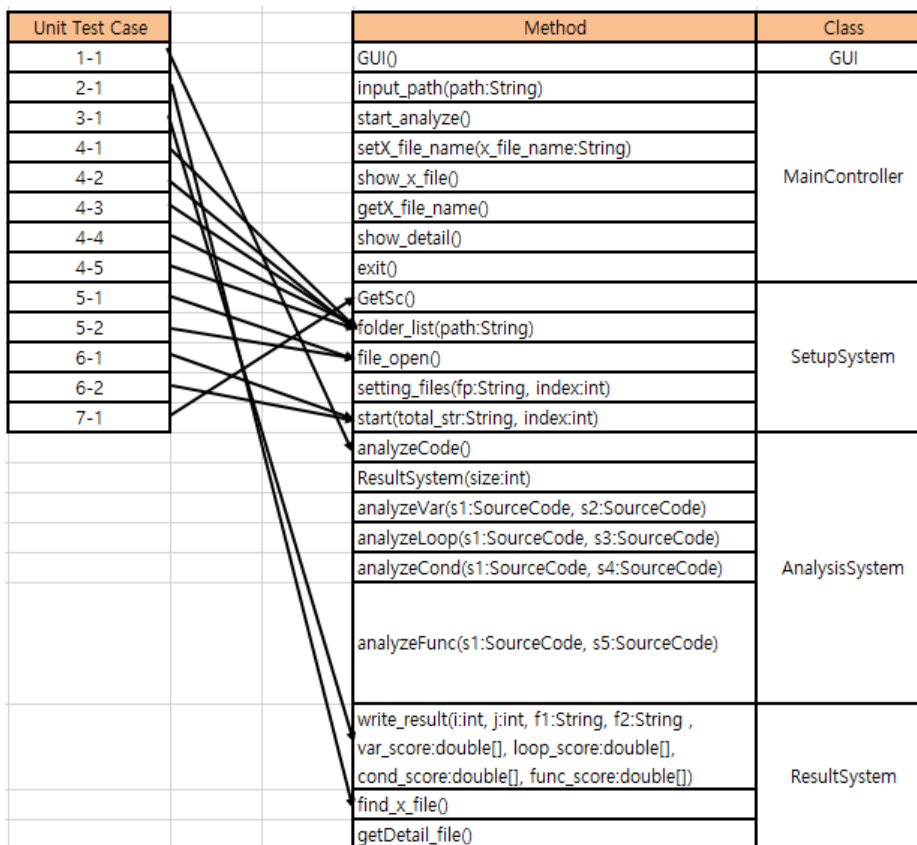 Unit Test Case
Method
Class
1-1
GUI()
GUI
2-1
input_path(path:String)
3-1
start_analyze()
4-1
setX_file_name(x_file_name:String)
4-2
show_x_file()
MainController
4-3
getX_file_name()
4-4
show_detail()
4-5
exit()
5-1
GetSc()
5-2
folder_list(path:String)
6-1
file_open()
SetupSystem
6-2
setting_files(fp:String, index:int)
7-1
start(total_str:String, index:int)
analyzeCode()
ResultSystem(size:int)
analyzeVar(s1:SourceCode, s2:SourceCode)
analyzeLoop(s1:SourceCode, s3:SourceCode)
analyzeCond(s1:SourceCode, s4:SourceCode)
AnalysisSystem
analyzeFunc(s1:SourceCode, s5:SourceCode)
write_result(i:int, j:int, f1:String, f2:String ,
var_score:double[], loop_score:double[],
cond_score:double[], func_score:double[])
ResultSystem
find_x_file()
getDetail_file()